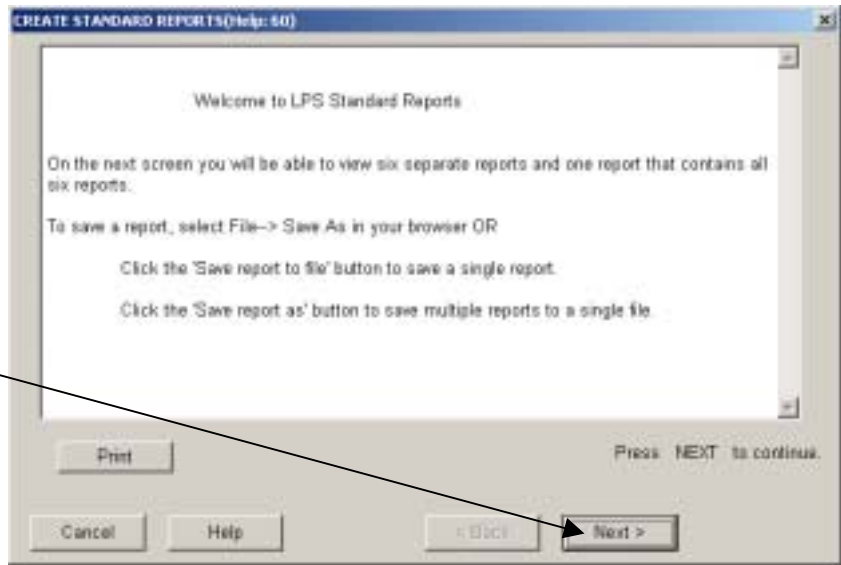 CREATE STANDARD REPORTS(Help: 60)
Welcome to LPS Standard Reports
On the next screen you will be able to view six separate reports and one report that contains all
six reports.
To save a report, select File--> Save As in your browser OR
Click the 'Save report to file' button to save a single report.
Click the 'Save report as' button to save multiple reports to a single file.
Print
Press NEXT to continue.
Cancel
Help
< Back
Next >